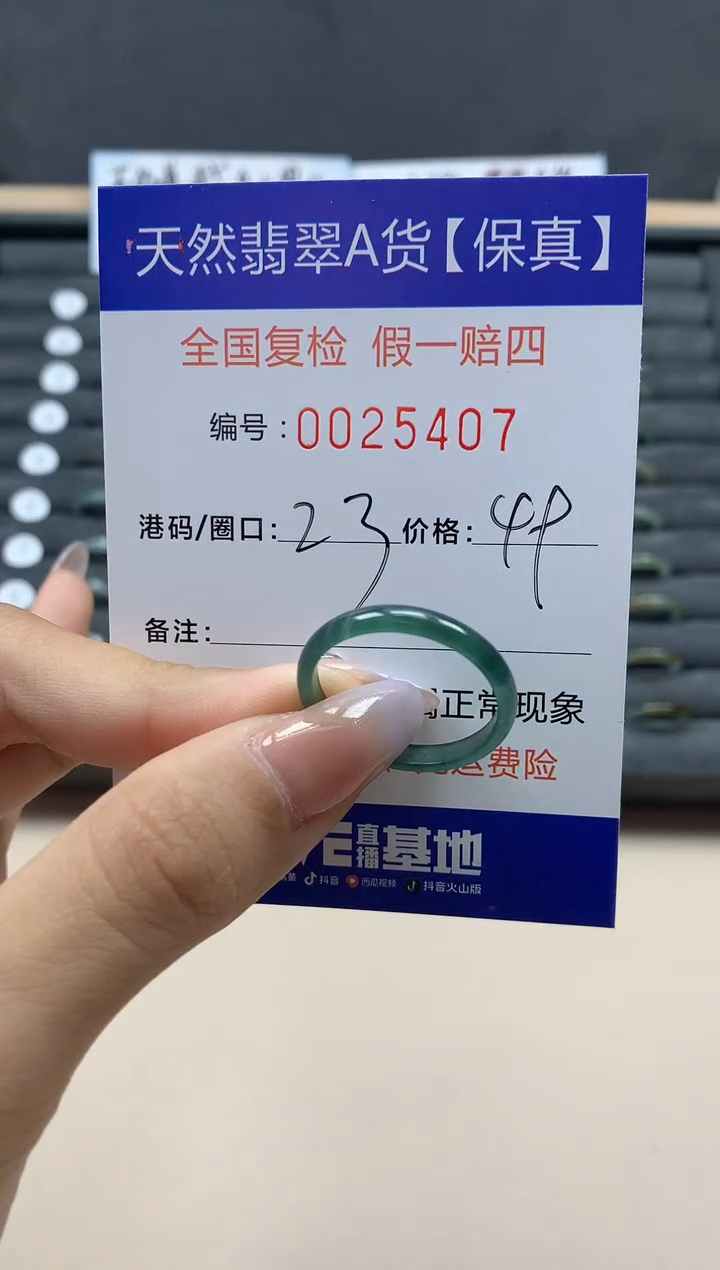 天然翡翠A货【保真】
全国复检 假一赔四
编号：0025407
港码/圈口：23 价格：49
备注：
正常现象
运费险
直播基地
抖音 西瓜视频 抖音火山版